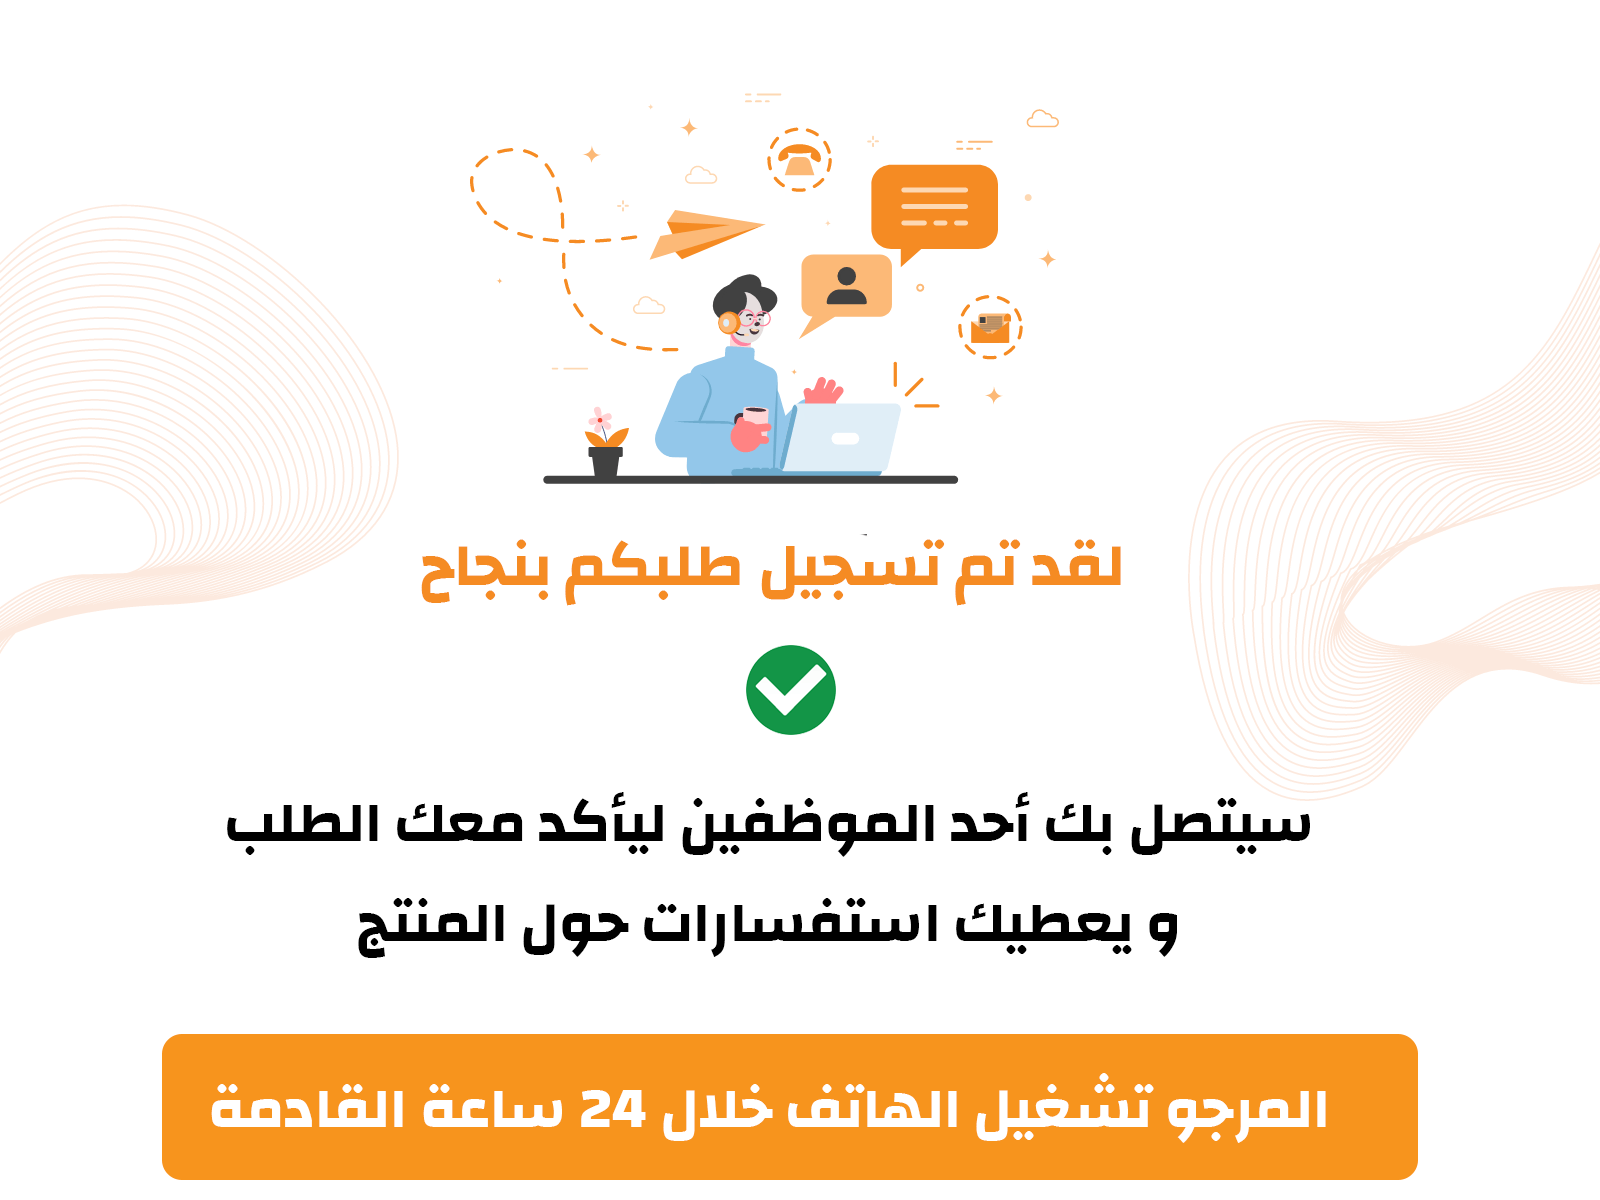 لقد تم تسجيل طلبكم بنجاح
سيتصل بك أحد الموظفين ليأكد معك الطلب
و يعطيك استفسارات حول المنتج
المرجو تشغيل الهاتف خلال 24 ساعة القادمة